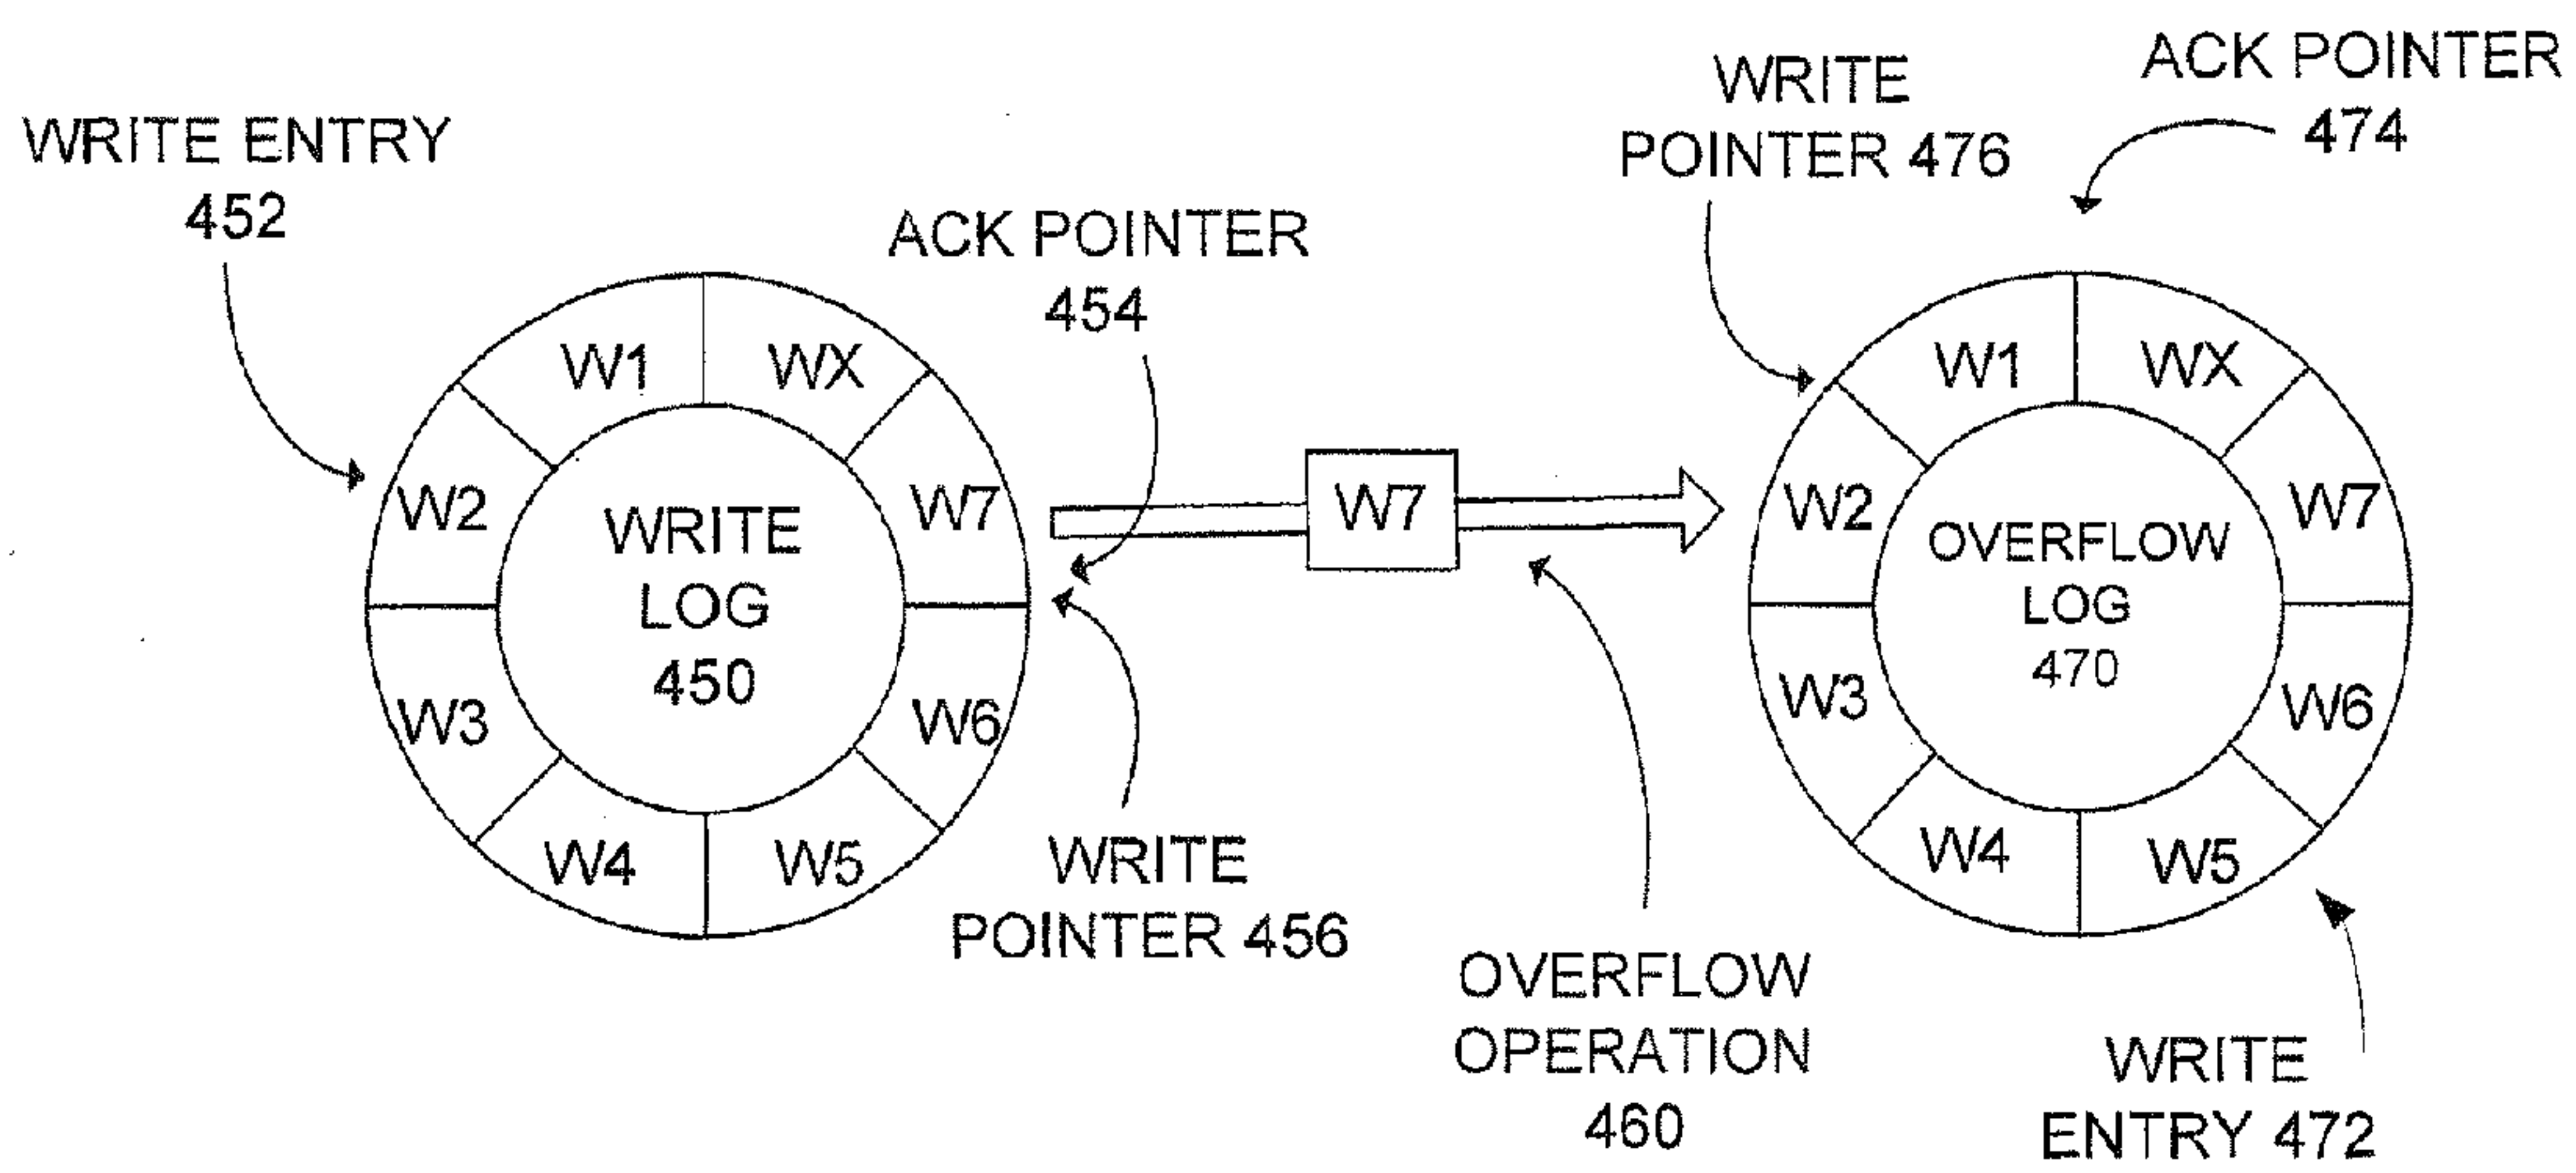 WRITE ENTRY
452
ACK POINTER
454
W1
WX
W2
W7
W3
W6
W4
W5
WRITE
LOG
450
WRITE
POINTER 456
W7
OVERFLOW
OPERATION
460
WRITE
POINTER 476
ACK POINTER
474
W1
WX
W2
W7
W3
W6
W4
W5
OVERFLOW
LOG
470
WRITE
ENTRY 472